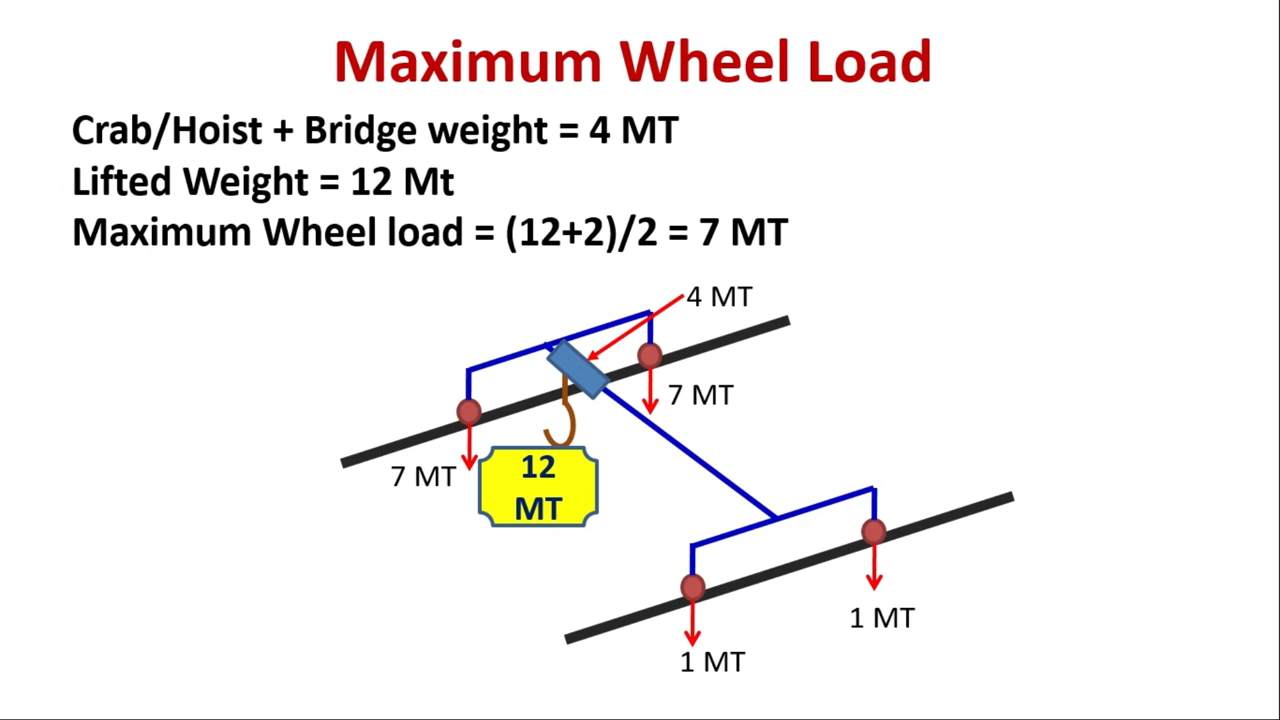 Maximum Wheel Load
Crab/Hoist + Bridge weight = 4 MT
Lifted Weight = 12 Mt
Maximum Wheel load = (12+2)/2 = 7 MT
4 MT
7 MT
7 MT
12
MT
1 MT
1 MT